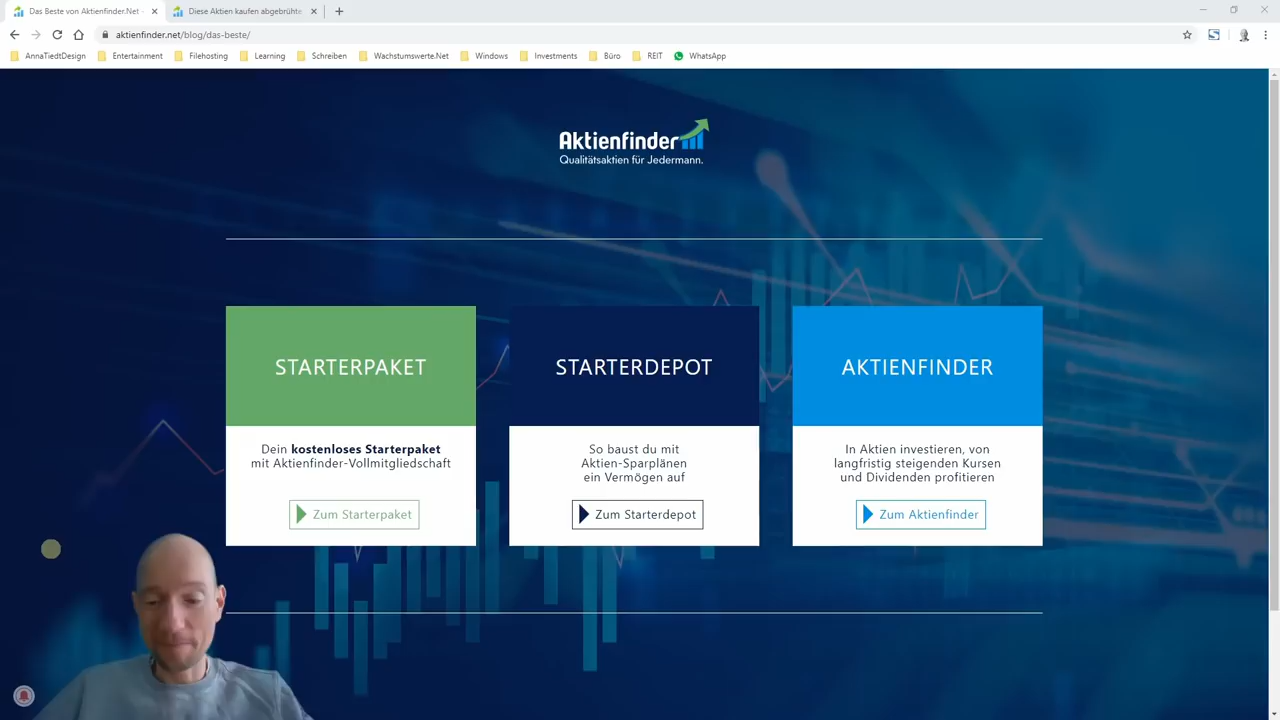 Das Beste von Aktienfinder.Net -
Diese Aktien kaufen abgebrühte
aktienfinder.net/blog/das-beste/
AnnaTiedtDesign Entertainment Filehosting Learning Schreiben Wachstumswerte.Net Windows Investments Büro REIT WhatsApp
Aktienfinder
Qualitätsaktien für Jedermann.
STARTERPAKET
Dein kostenloses Starterpaket
mit Aktienfinder-Vollmitgliedschaft
Zum Starterpaket
STARTERDEPOT
So baust du mit
Aktien-Sparplänen
ein Vermögen auf
Zum Starterdepot
AKTIENFINDER
In Aktien investieren, von
langfristig steigenden Kursen
und Dividenden profitieren
Zum Aktienfinder